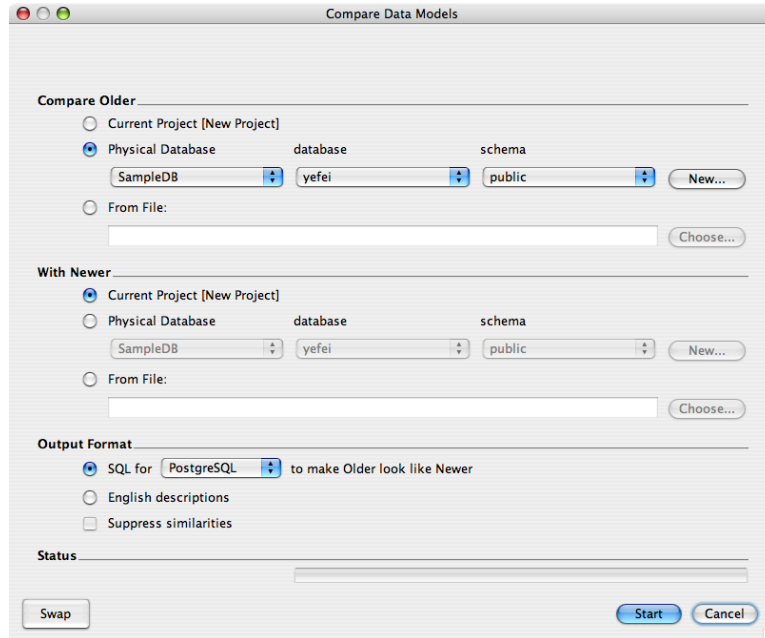 Compare Data Models
Compare Older
Current Project [New Project]
Physical Database database schema
SampleDB yefei public New...
From File:
Choose...
With Newer
Current Project [New Project]
Physical Database database schema
SampleDB yefei public New...
From File:
Choose...
Output Format
SQL for PostgreSQL to make Older look like Newer
English descriptions
Suppress similarities
Status
Swap Start Cancel